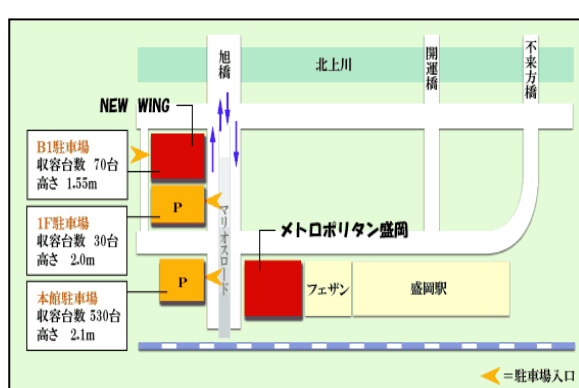 旭橋
北上川
開運橋
不来方橋
NEW WING
B1駐車場
収容台数 70台
高さ 1.55m
P
1F駐車場
収容台数 30台
高さ 2.0m
マリオスロード
メトロポリタン盛岡
P
フェザン
盛岡駅
本館駐車場
収容台数 530台
高さ 2.1m
=駐車場入口